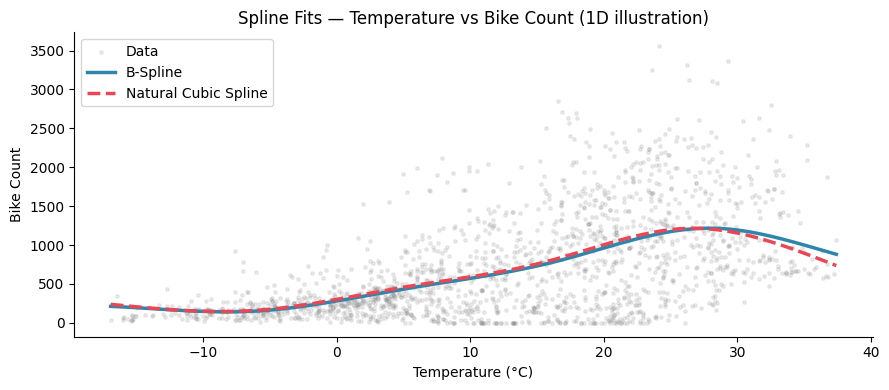 Spline Fits — Temperature vs Bike Count (1D illustration)
Data
B-Spline
Natural Cubic Spline
Bike Count
3500
3000
2500
2000
1500
1000
500
0
−10
0
10
20
30
40
Temperature (°C)